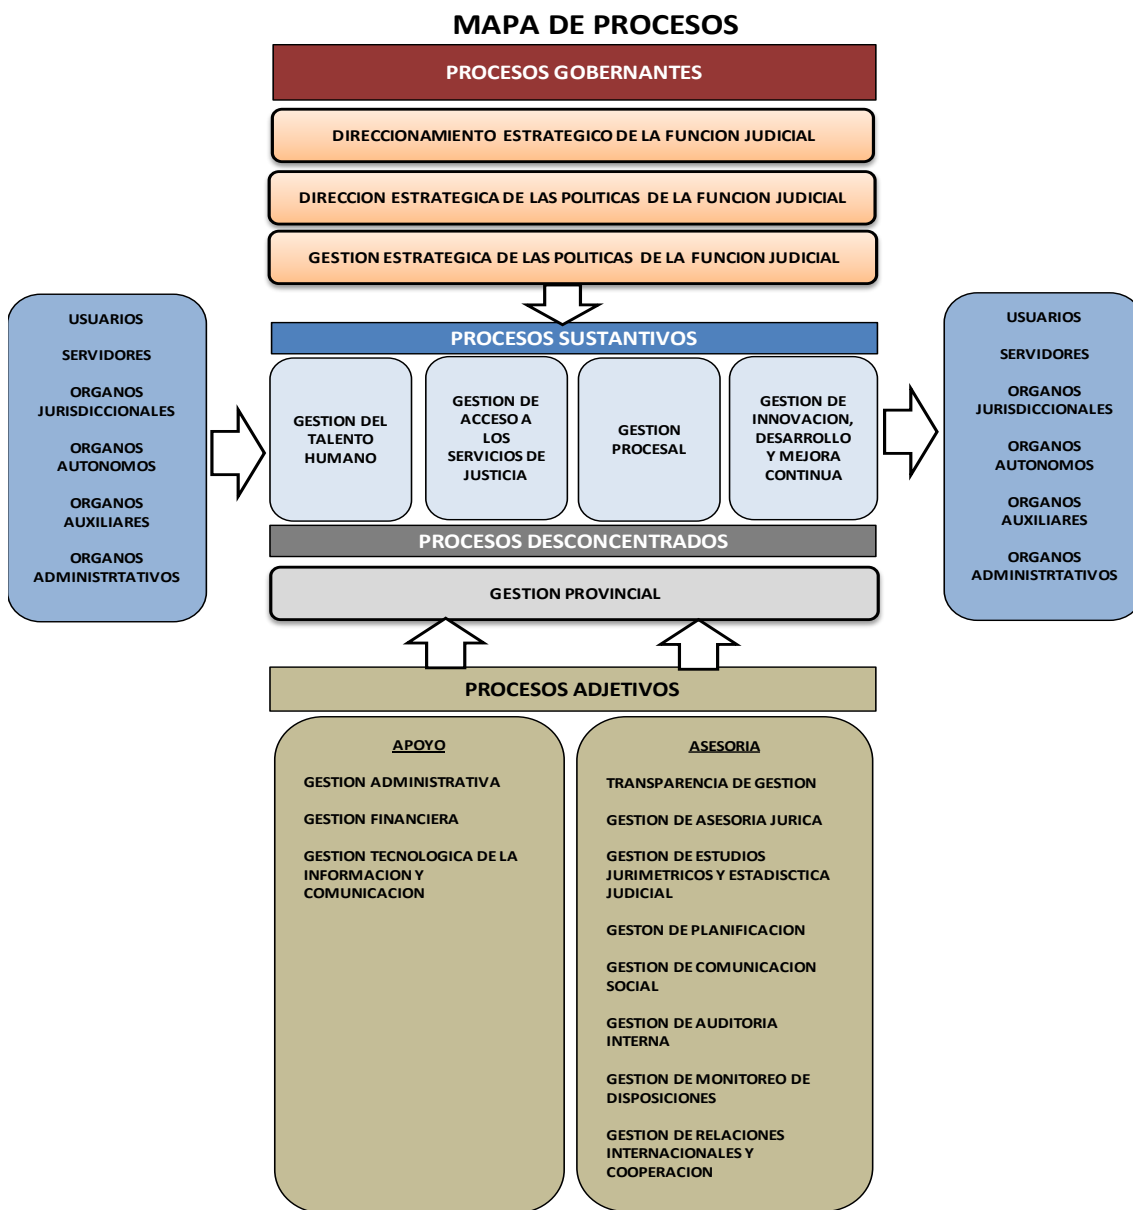 MAPA DE PROCESOS
PROCESOS GOBERNANTES
DIRECCIONAMIENTO ESTRATEGICO DE LA FUNCION JUDICIAL
DIRECCION ESTRATEGICA DE LAS POLITICAS DE LA FUNCION JUDICIAL
GESTION ESTRATEGICA DE LAS POLITICAS DE LA FUNCION JUDICIAL
USUARIOS
SERVIDORES
ORGANOS
JURISDICCIONALES
ORGANOS
AUTONOMOS
ORGANOS
AUXILIARES
ORGANOS
ADMINISTRTATIVOS
PROCESOS SUSTANTIVOS
GESTION DEL
TALENTO
HUMANO
GESTION DE
ACCESO A
LOS
SERVICIOS DE
JUSTICIA
GESTION
PROCESAL
GESTION DE
INNOVACION,
DESARROLLO
Y MEJORA
CONTINUA
USUARIOS
SERVIDORES
ORGANOS
JURISDICCIONALES
ORGANOS
AUTONOMOS
ORGANOS
AUXILIARES
ORGANOS
ADMINISTRTATIVOS
PROCESOS DESCONCENTRADOS
GESTION PROVINCIAL
PROCESOS ADJETIVOS
APOYO
GESTION ADMINISTRATIVA
GESTION FINANCIERA
GESTION TECNOLOGICA DE LA
INFORMACION Y
COMUNICACION
ASESORIA
TRANSPARENCIA DE GESTION
GESTION DE ASESORIA JURICA
GESTION DE ESTUDIOS
JURIMETRICOS Y ESTADISCTICA
JUDICIAL
GESTON DE PLANIFICACION
GESTION DE COMUNICACION
SOCIAL
GESTION DE AUDITORIA
INTERNA
GESTION DE MONITOREO DE
DISPOSICIONES
GESTION DE RELACIONES
INTERNACIONALES Y
COOPERACION